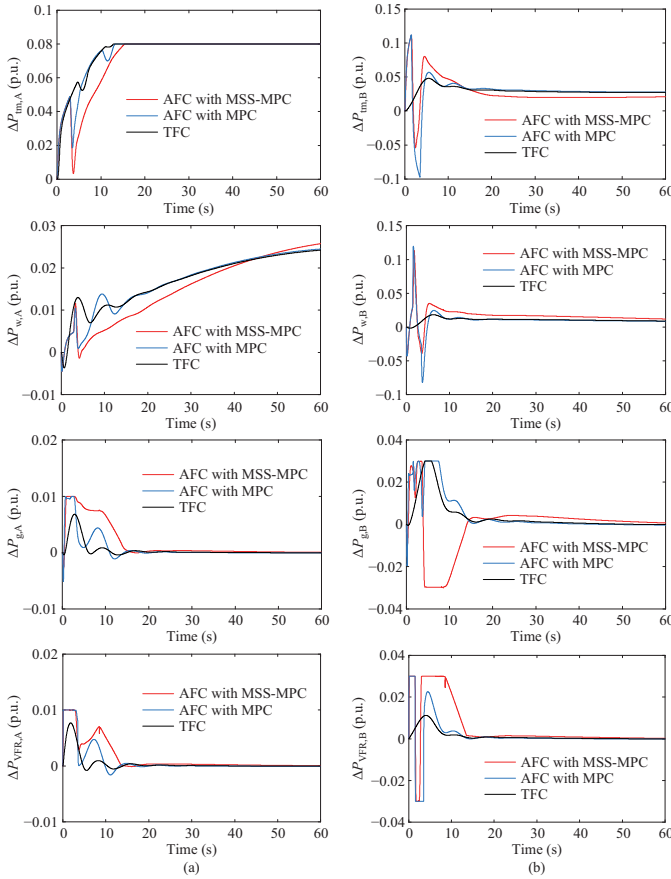 0.1
0.08
0.06
0.04
0.02
0
ΔP_tm,A (p.u.)
AFC with MSS-MPC
AFC with MPC
TFC
0 10 20 30 40 50 60
Time (s)
0.15
0.1
0.05
0
−0.05
−0.1
ΔP_tm,B (p.u.)
AFC with MSS-MPC
AFC with MPC
TFC
0 10 20 30 40 50 60
Time (s)
0.03
0.02
0.01
0
−0.01
ΔP_w,A (p.u.)
AFC with MSS-MPC
AFC with MPC
TFC
0 10 20 30 40 50 60
Time (s)
0.15
0.1
0.05
0
−0.05
−0.1
ΔP_w,B (p.u.)
AFC with MSS-MPC
AFC with MPC
TFC
0 10 20 30 40 50 60
Time (s)
0.02
0.01
0
−0.01
ΔP_g,A (p.u.)
AFC with MSS-MPC
AFC with MPC
TFC
0 10 20 30 40 50 60
Time (s)
0.04
0.02
0
−0.02
−0.04
ΔP_g,B (p.u.)
AFC with MSS-MPC
AFC with MPC
TFC
0 10 20 30 40 50 60
Time (s)
0.02
0.01
0
−0.01
ΔP_VFR,A (p.u.)
AFC with MSS-MPC
AFC with MPC
TFC
0 10 20 30 40 50 60
Time (s)
(a)
0.04
0.02
0
−0.02
−0.04
ΔP_VFR,B (p.u.)
AFC with MSS-MPC
AFC with MPC
TFC
0 10 20 30 40 50 60
Time (s)
(b)